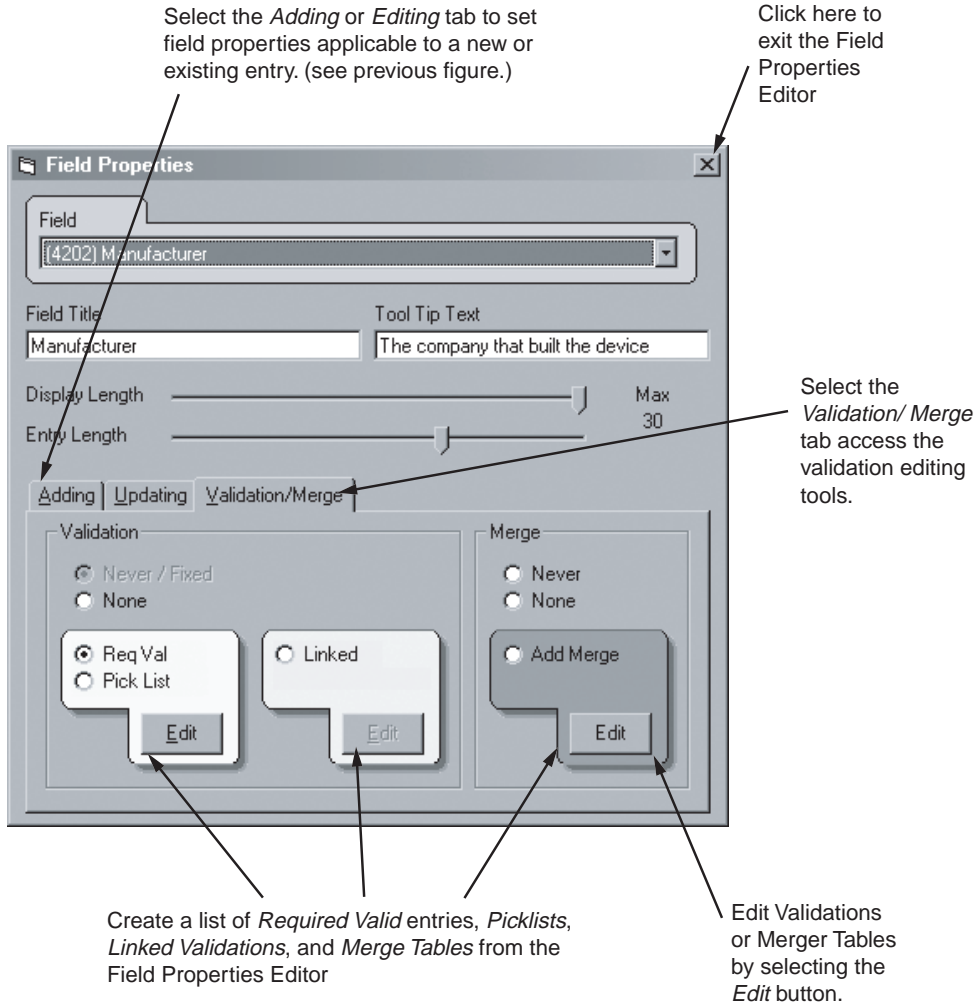 Select the Adding or Editing tab to set
field properties applicable to a new or
existing entry. (see previous figure.)
Click here to
exit the Field
Properties
Editor
Field Properties
Field
(4202) Manufacturer
Field Title
Tool Tip Text
Manufacturer
The company that built the device
Display Length
Max
30
Entry Length
Select the
Validation/ Merge
tab access the
validation editing
tools.
Adding
Updating
Validation/Merge
Validation
Never / Fixed
None
Req Val
Pick List
Edit
Linked
Edit
Merge
Never
None
Add Merge
Edit
Create a list of Required Valid entries, Picklists,
Linked Validations, and Merge Tables from the
Field Properties Editor
Edit Validations
or Merger Tables
by selecting the
Edit button.